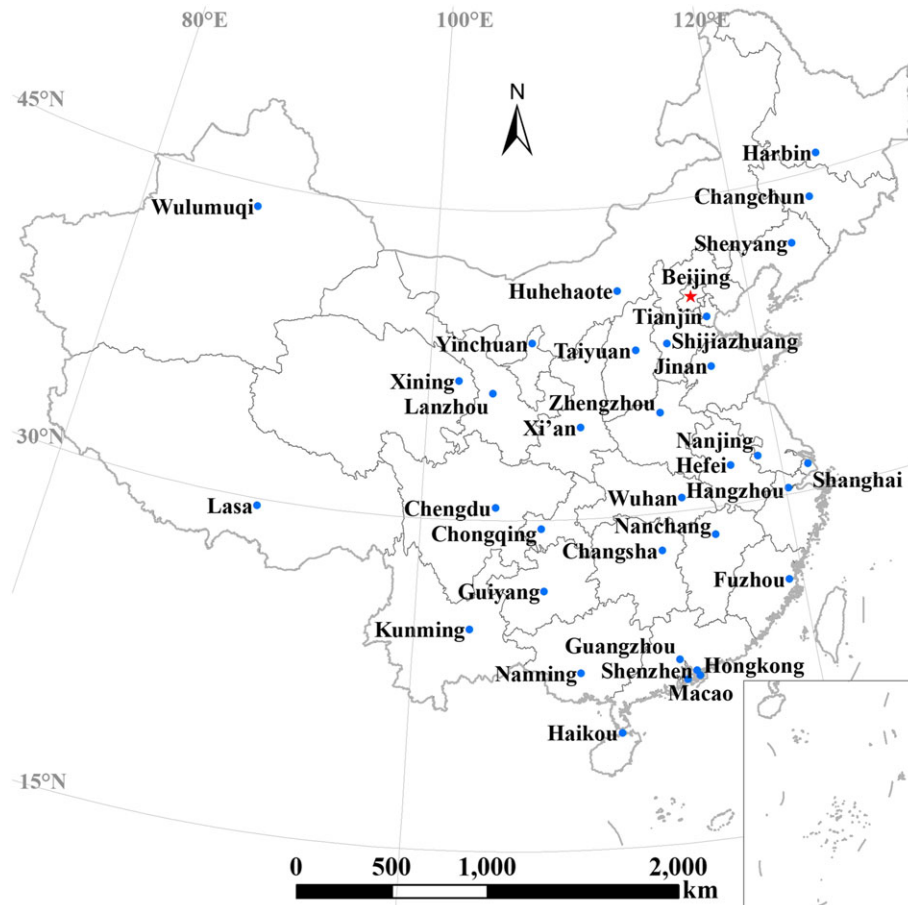 80°E
100°E
120°E
45°N
N
Harbin
Wulumuqi
Changchun
Shenyang
Beijing
Huhehaote
Tianjin
Yinchuan
Taiyuan
Shijiazhuang
Jinan
Xining
Lanzhou
Zhengzhou
Xi’an
30°N
Nanjing
Hefei
Shanghai
Hangzhou
Lasa
Wuhan
Chengdu
Nanchang
Chongqing
Changsha
Fuzhou
Guiyang
Kunming
Guangzhou
Hongkong
Shenzhen
Nanning
Macao
Haikou
15°N
0 500 1,000 2,000
km